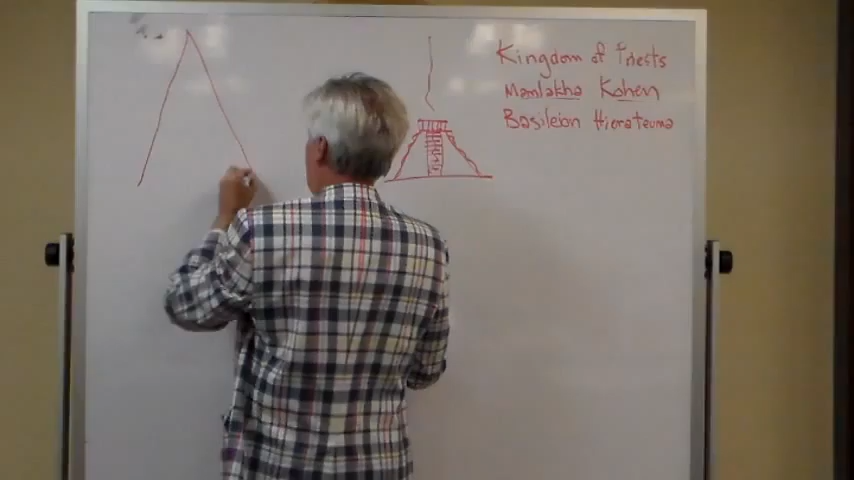 Kingdom of Priests
Mamlakha Kohen
Basileion Hierateuma